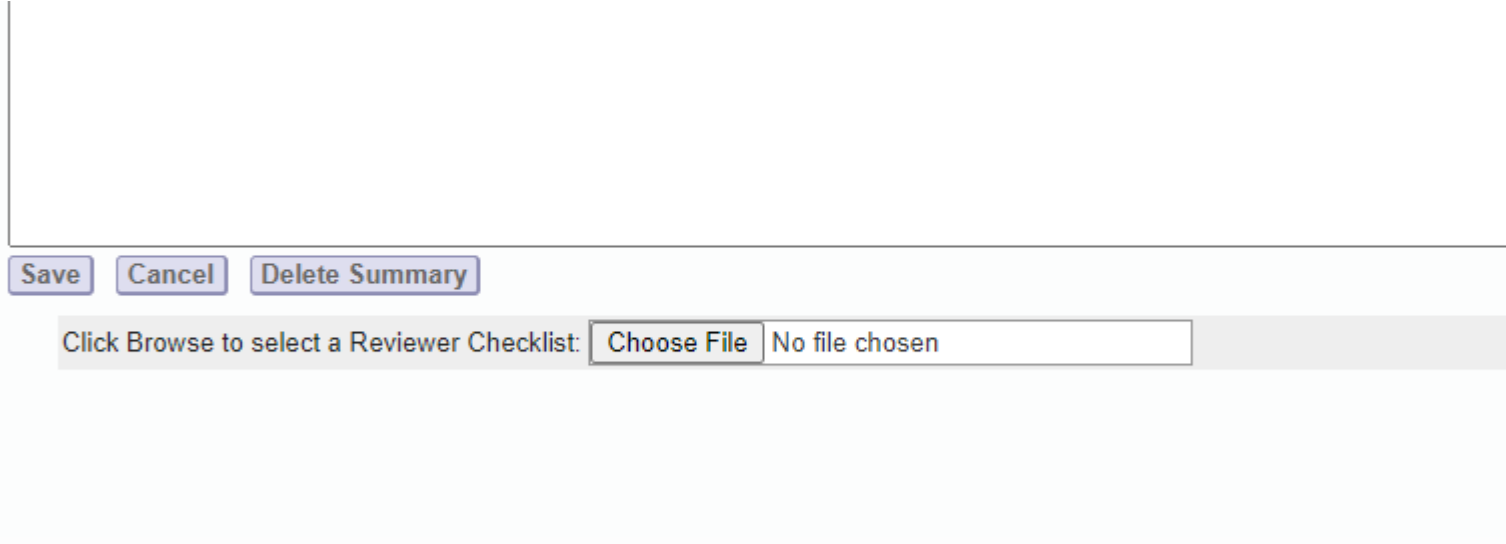 Save Cancel Delete Summary
Click Browse to select a Reviewer Checklist: Choose File No file chosen